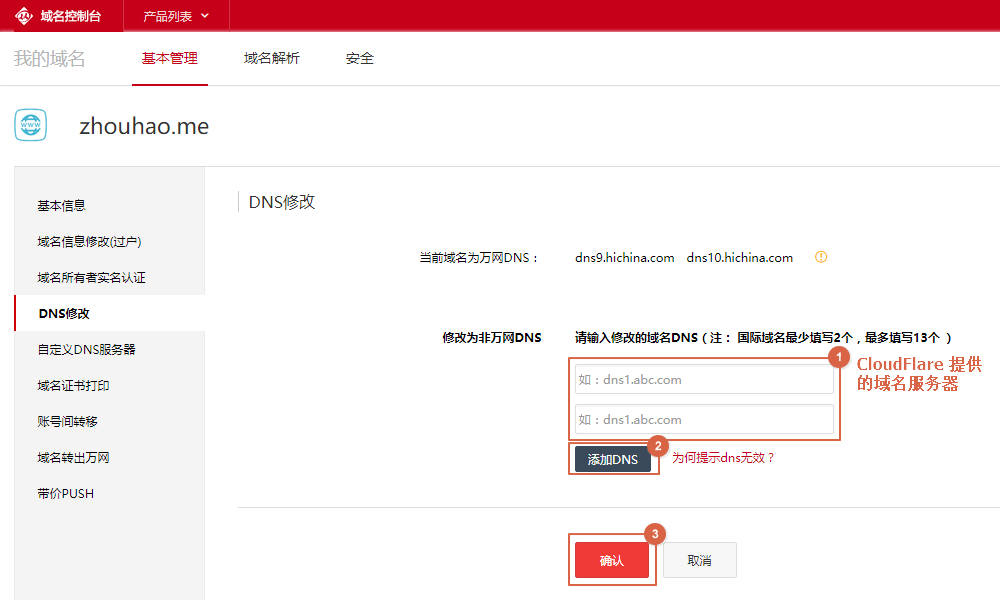 域名控制台
产品列表
我的域名
基本管理
域名解析
安全
www
zhouhao.me
基本信息
域名信息修改(过户)
域名所有者实名认证
DNS修改
自定义DNS服务器
域名证书打印
账号间转移
域名转出万网
带价PUSH
DNS修改
当前域名为万网DNS： dns9.hichina.com dns10.hichina.com
修改为非万网DNS 请输入修改的域名DNS（注： 国际域名最少填写2个，最多填写13个 ）
1
CloudFlare 提供
的域名服务器
如：dns1.abc.com
如：dns1.abc.com
添加DNS
2
为何提示dns无效？
3
确认
取消